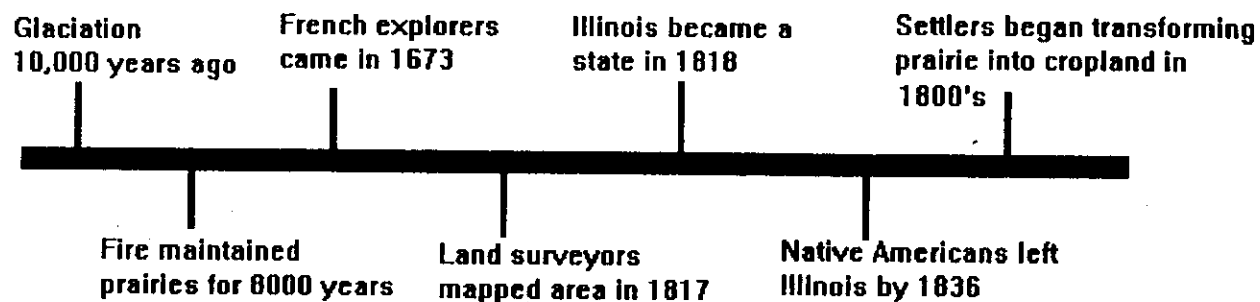 Glaciation
10,000 years ago
French explorers
came in 1673
Illinois became a
state in 1818
Settlers began transforming
prairie into cropland in
1800's
Fire maintained
prairies for 8000 years
Land surveyors
mapped area in 1817
Native Americans left
Illinois by 1836